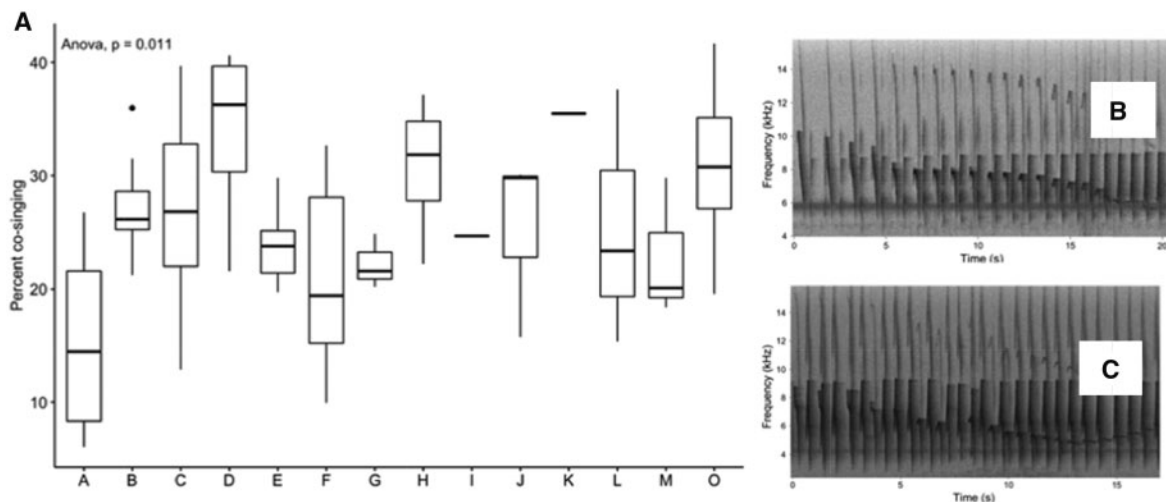 A
Anova, p = 0.011
Percent co-singing
40
30
20
10
A B C D E F G H I J K L M O
B
Frequency (kHz)
14
12
10
8
6
4
0 5 10 15 20
Time (s)
C
Frequency (kHz)
14
12
10
8
6
4
0 5 10 15
Time (s)